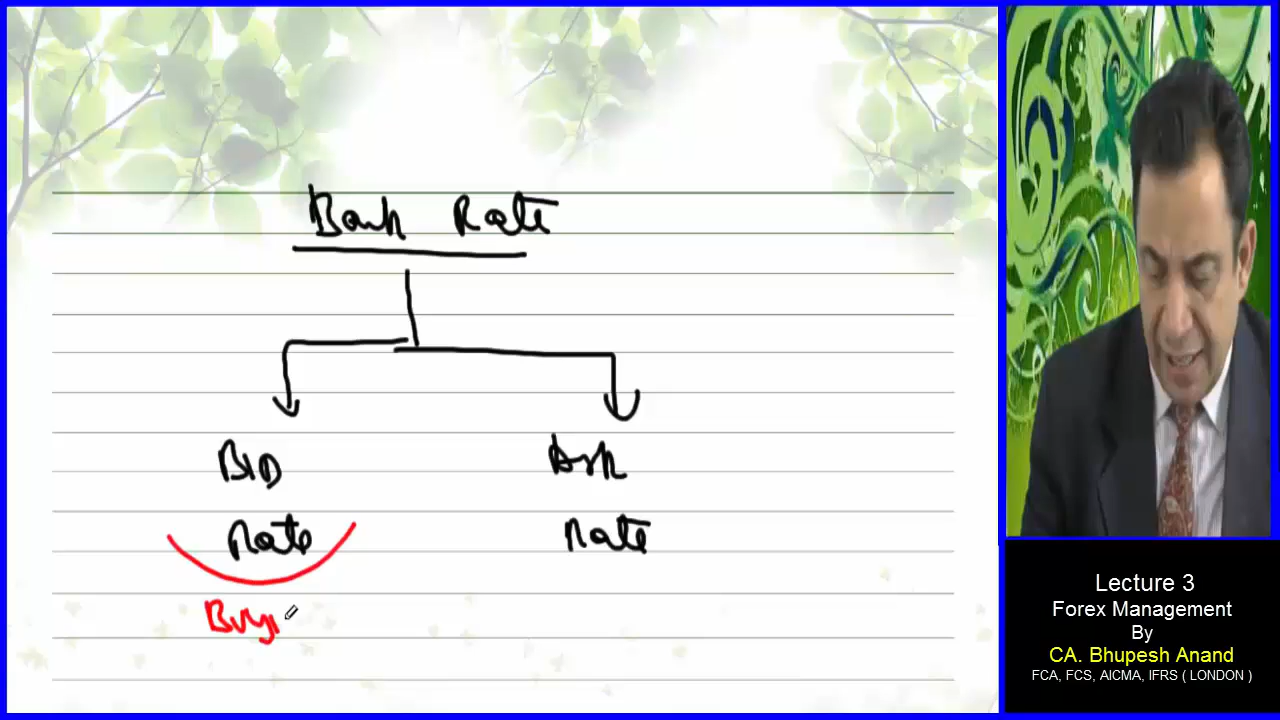 Bank Rate
BID
Ask
Rate
Rate
Buyi
Lecture 3
Forex Management
By
CA. Bhupesh Anand
FCA, FCS, AICMA, IFRS ( LONDON )